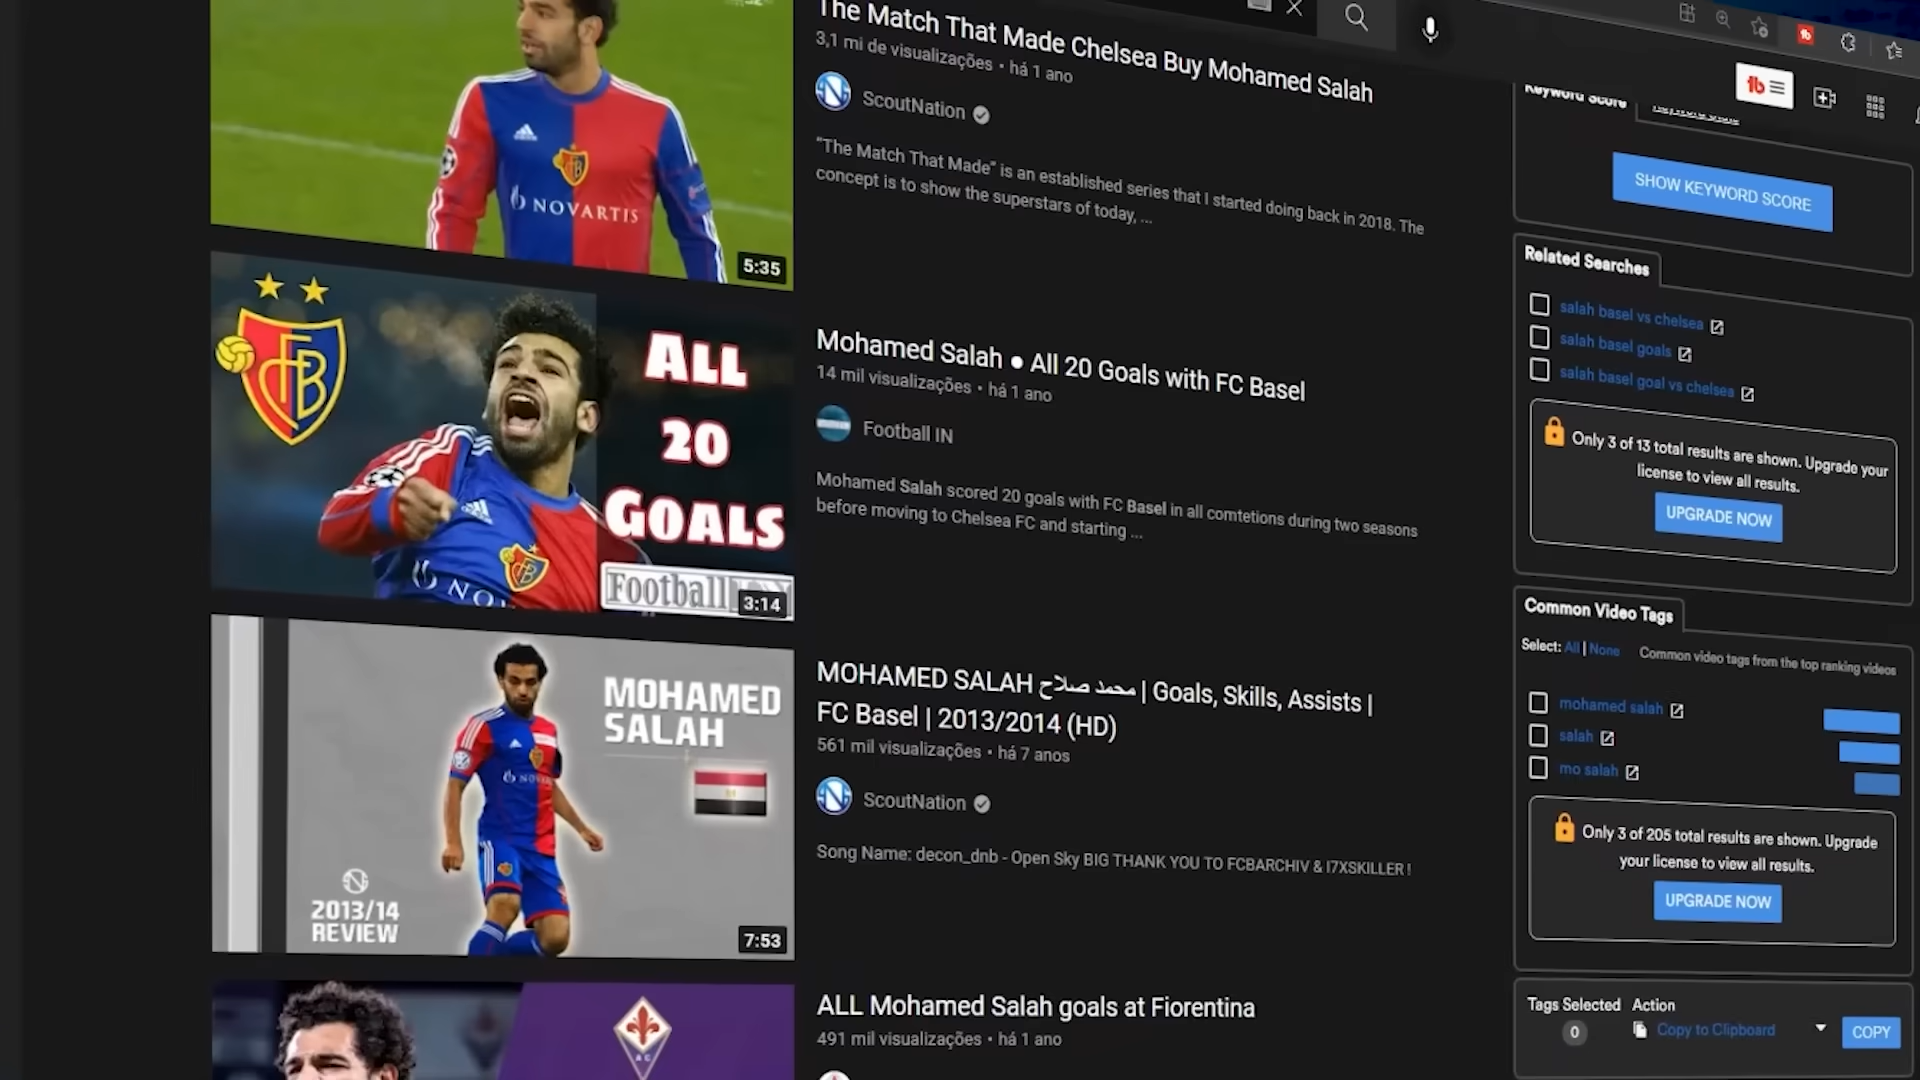 The Match That Made Chelsea Buy Mohamed Salah
3,1 mi de visualizações • há 1 ano
ScoutNation
"The Match That Made" is an established series that I started doing back in 2018. The
concept is to show the superstars of today, ...
NOVARTIS
5:35
ALL
20
GOALS
Football
3:14
Mohamed Salah ● All 20 Goals with FC Basel
14 mil visualizações • há 1 ano
Football IN
Mohamed Salah scored 20 goals with FC Basel in all comtetions during two seasons
before moving to Chelsea FC and starting ...
MOHAMED
SALAH
2013/14
REVIEW
7:53
MOHAMED SALAH محمد صلاح | Goals, Skills, Assists |
FC Basel | 2013/2014 (HD)
561 mil visualizações • há 7 anos
ScoutNation
Song Name: decon_dnb - Open Sky BIG THANK YOU TO FCBARCHIV & I7XSKILLER !
ALL Mohamed Salah goals at Fiorentina
491 mil visualizações • há 1 ano
Keyword Score
SHOW KEYWORD SCORE
Related Searches
salah basel vs chelsea
salah basel goals
salah basel goal vs chelsea
Only 3 of 13 total results are shown. Upgrade your
license to view all results.
UPGRADE NOW
Common Video Tags
Select: All | None Common video tags from the top ranking videos
mohamed salah
salah
mo salah
Only 3 of 205 total results are shown. Upgrade
your license to view all results.
UPGRADE NOW
Tags Selected Action
0 Copy to Clipboard COPY